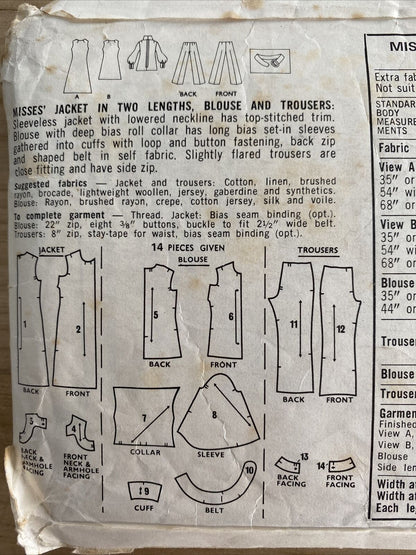 A
B
BACK
FRONT
MISSES' JACKET IN TWO LENGTHS, BLOUSE AND TROUSERS:
Sleeveless jacket with lowered neckline has top-stitched trim.
Blouse with deep bias roll collar has long bias set-in sleeves
gathered into cuffs with loop and button fastening, back zip
and shaped belt in self fabric. Slightly flared trousers are
close fitting and have side zip.
Suggested fabrics — Jacket and trousers: Cotton, linen, brushed
rayon, brocade, lightweight woollen, jersey, gaberdine and synthetics.
Blouse: Rayon, brushed rayon, crepe, cotton jersey, silk and voile.
To complete garment — Thread. Jacket: Bias seam binding (opt.).
Blouse: 22" zip, eight 3/8" buttons, buckle to fit 2½" wide belt.
Trousers: 8" zip, stay-tape for waist, bias seam binding (opt.).
14 PIECES GIVEN
JACKET
BLOUSE
TROUSERS
1
2
5
6
11
12
BACK
FRONT
BACK
FRONT
BACK
FRONT
3
4
7
8
BACK
NECK &
ARMHOLE
FACING
FRONT
NECK &
ARMHOLE
FACING
COLLAR
SLEEVE
9
10
13
14
CUFF
BELT
BACK
FACING
FRONT
FACING
MISS
Extra fa
Not suit
STANDAR
BODY
MEASURE
MENTS
Fabric
View A
35" or
54" wi
68" or
View B
35" or
54" wi
68" or
Blouse
35" or
44" or
Trouser
Blouse
Trouser
Garmen
Finished
View A,
View B,
Blouse
Side len
Width a
Width at
Each leg